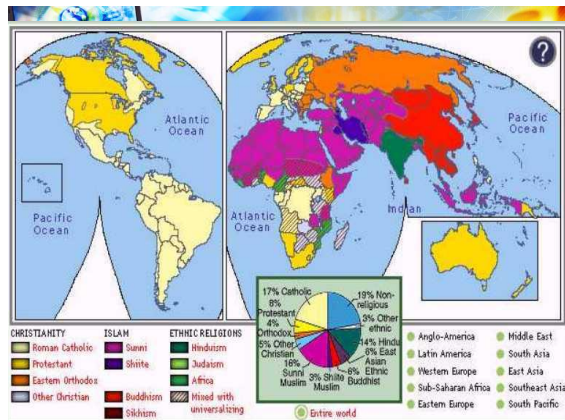 ?
Atlantic
Ocean
Pacific
Ocean
Pacific
Ocean
Atlantic
Ocean
Indian
17% Catholic
8%
Protestant
4%
Orthodox
5% Other
Christian
16%
Sunni
Muslim
3% Shiite
Muslim
6%
Buddhist
6% East
Asian
Ethnic
14% Hindu
3% Other
ethnic
19% Non-
religious
CHRISTIANITY
Roman Catholic
Protestant
Eastern Orthodox
Other Christian
ISLAM
Sunni
Shiite
Buddhism
Sikhism
ETHNIC RELIGIONS
Hinduism
Judaism
Africa
Mixed with
universalizing
Entire world
Anglo-America
Latin America
Western Europe
Sub-Saharan Africa
Eastern Europe
Middle East
South Asia
East Asia
Southeast Asia
South Pacific